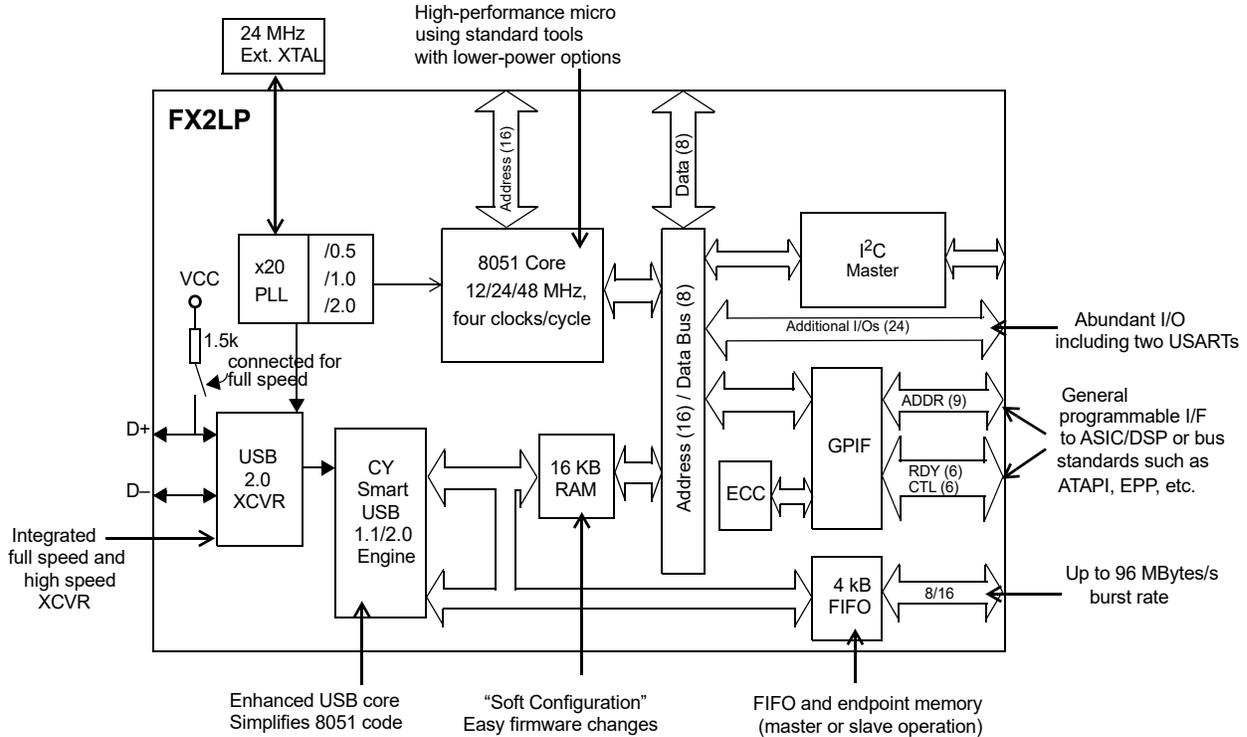 High-performance micro
using standard tools
with lower-power options
24 MHz
Ext. XTAL
FX2LP
Address (16)
Data (8)
x20
PLL
/0.5
/1.0
/2.0
8051 Core
12/24/48 MHz,
four clocks/cycle
Address (16) / Data Bus (8)
I2C
Master
VCC
1.5k
connected for
full speed
Additional I/Os (24)
Abundant I/O
including two USARTs
D+
D–
USB
2.0
XCVR
CY
Smart
USB
1.1/2.0
Engine
16 KB
RAM
ECC
GPIF
ADDR (9)
RDY (6)
CTL (6)
General
programmable I/F
to ASIC/DSP or bus
standards such as
ATAPI, EPP, etc.
Integrated
full speed and
high speed
XCVR
4 kB
FIFO
8/16
Up to 96 MBytes/s
burst rate
Enhanced USB core
Simplifies 8051 code
“Soft Configuration”
Easy firmware changes
FIFO and endpoint memory
(master or slave operation)